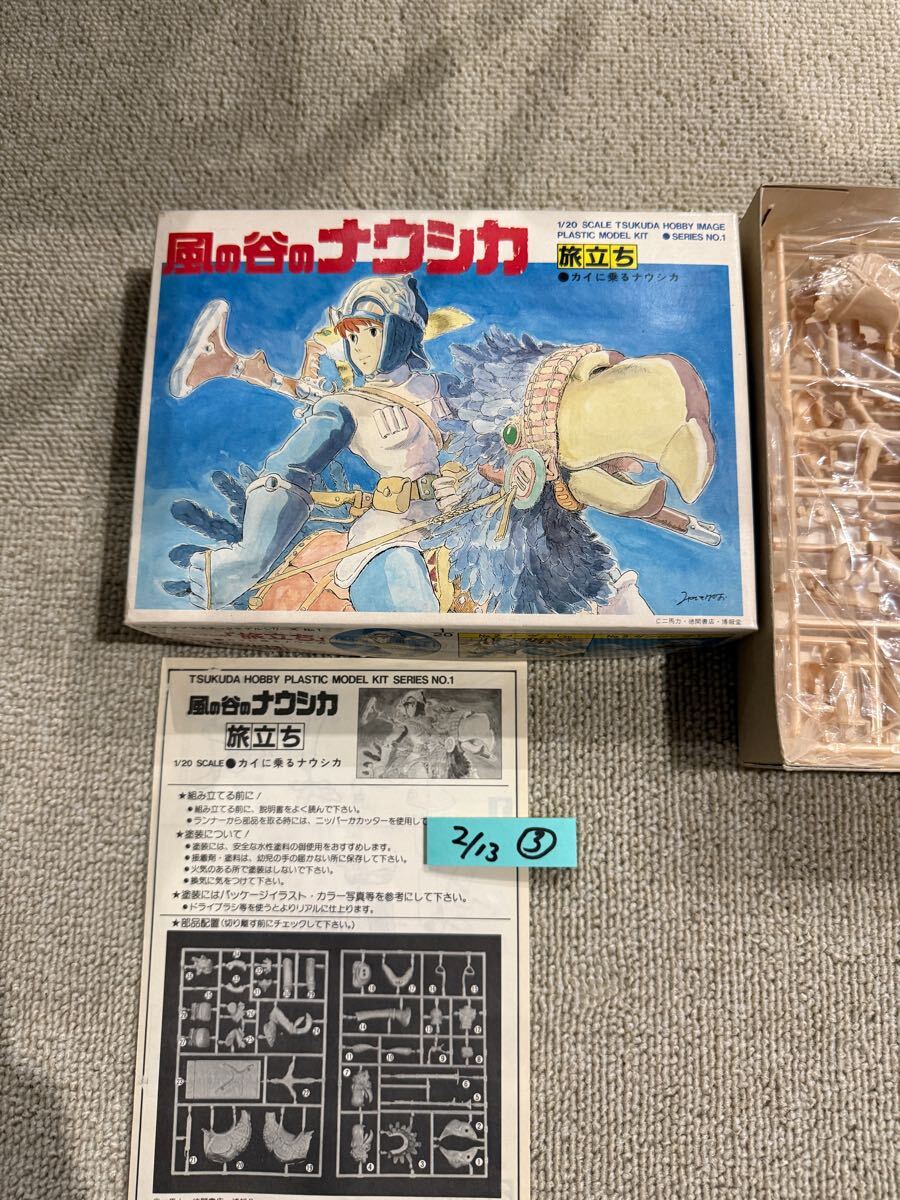 風の谷のナウシカ
1/20 SCALE TSUKUDA HOBBY IMAGE
PLASTIC MODEL KIT ●SERIES NO.1
旅立ち
●カイに乗るナウシカ
©二馬力・徳間書店・博報堂
旅立ち
1/20
TSUKUDA HOBBY PLASTIC MODEL KIT SERIES NO.1
風の谷のナウシカ
旅立ち
1/20 SCALE●カイに乗るナウシカ
★組み立てる前に!
●組み立てる前に、説明書をよく読んで下さい。
●ランナーから部品を取る時には、ニッパーかカッターを使用して
★塗装について!
●塗装には、安全な水性塗料の御使用をおすすめします。
●接着剤・塗料は、幼児の手の届かない所に保存して下さい。
●火気のある所で塗装はしないで下さい。
●換気に気をつけて下さい。
★塗装にはパッケージイラスト・カラー写真等を参考にして下さい。
●ドライブラシ等を使うとよりリアルに仕上ります。
★部品配置(切り離す前にチェックして下さい。)
2/13 ③